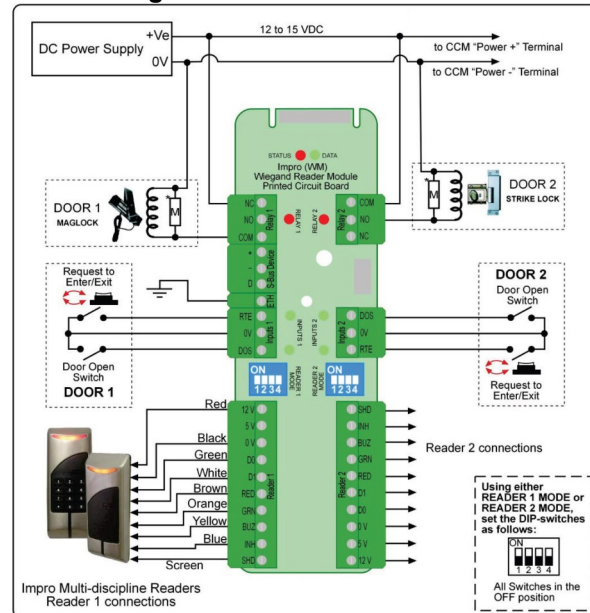 +Ve
12 to 15 VDC
DC Power Supply
0V
to CCM “Power +” Terminal
to CCM “Power -” Terminal
STATUS
DATA
Impro (WM)
Wiegand Reader Module
Printed Circuit Board
DOOR 1
MAGLOCK
M
NC
NO
COM
Relay 1
RELAY 1
RELAY 2
Relay 2
COM
NO
NC
M
DOOR 2
STRIKE LOCK
+
-
D
S-Bus Device
ETH
Request to
Enter/Exit
Door Open
Switch
DOOR 1
RTE
0V
DOS
Inputs 1
INPUTS 1
INPUTS 2
Inputs 2
DOS
0V
RTE
DOOR 2
Door Open
Switch
Request to
Enter/Exit
ON
1 2 3 4
READER 1
MODE
READER 2
MODE
ON
1 2 3 4
Red
Black
Green
White
Brown
Orange
Yellow
Blue
Screen
12 V
5 V
0 V
D0
D1
RED
GRN
BUZ
INH
SHD
Reader 1
Reader 2
SHD
INH
BUZ
GRN
RED
D1
D0
0 V
5 V
12 V
Reader 2 connections
Impro Multi-discipline Readers
Reader 1 connections
Using either
READER 1 MODE or
READER 2 MODE,
set the DIP-switches
as follows:
ON
1 2 3 4
All Switches in the
OFF position